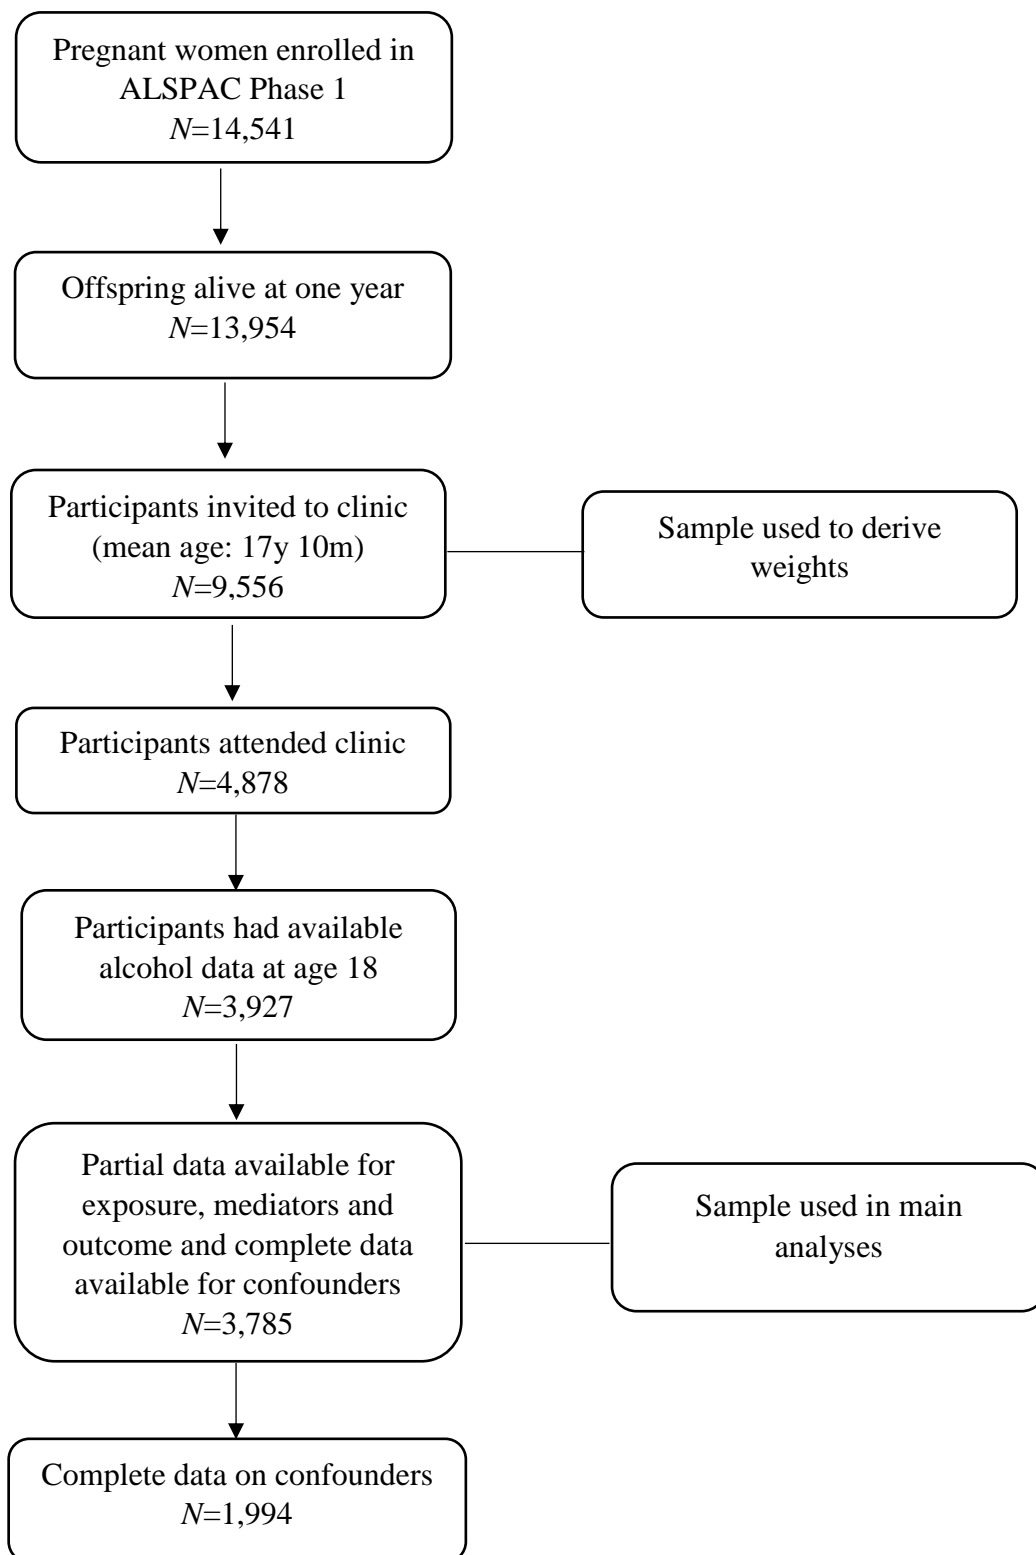 Pregnant women enrolled in
ALSPAC Phase 1
N=14,541
Offspring alive at one year
N=13,954
Participants invited to clinic
(mean age: 17y 10m)
N=9,556
Sample used to derive
weights
Participants attended clinic
N=4,878
Participants had available
alcohol data at age 18
N=3,927
Partial data available for
exposure, mediators and
outcome and complete data
available for confounders
N=3,785
Sample used in main
analyses
Complete data on confounders
N=1,994